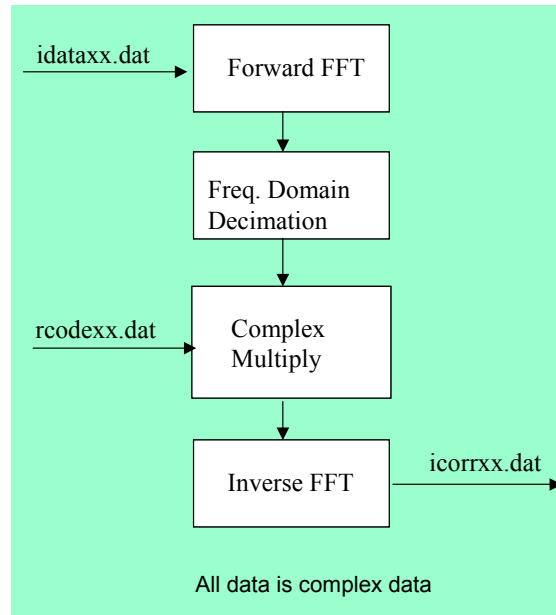 idataxx.dat
Forward FFT
Freq. Domain
Decimation
rcodexx.dat
Complex
Multiply
Inverse FFT
icorrxx.dat
All data is complex data